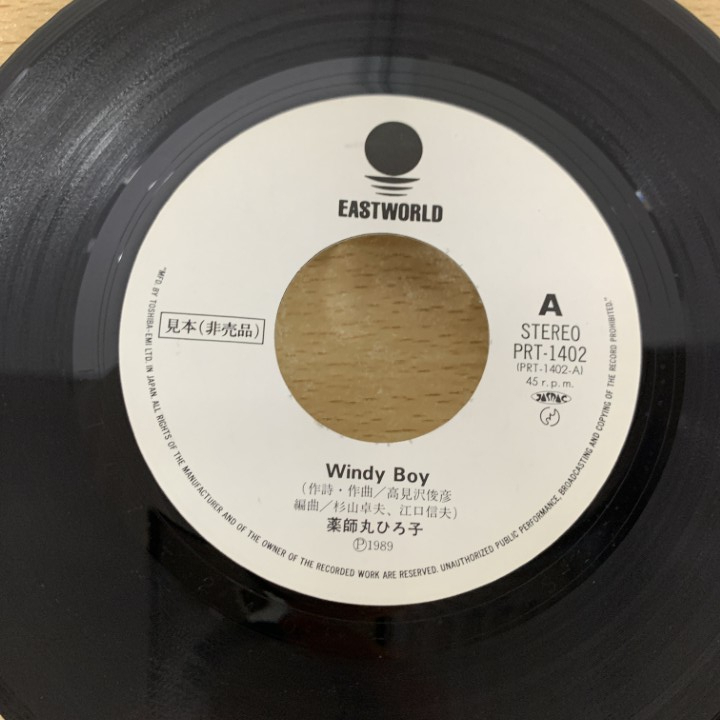 EASTWORLD
見本(非売品)
A
STEREO
PRT-1402
(PRT-1402-A)
45 r.p.m.
JASRAC
Windy Boy
(作詩・作曲/高見沢俊彦
編曲/杉山卓夫、江口信夫)
薬師丸ひろ子
Ⓟ1989
"MFD. BY TOSHIBA-EMI LTD. IN JAPAN. ALL RIGHTS OF THE MANUFACTURER AND OF THE OWNER OF THE RECORDED WORK ARE RESERVED. UNAUTHORIZED PUBLIC PERFORMANCE, BROADCASTING AND COPYING OF THE RECORD PROHIBITED."